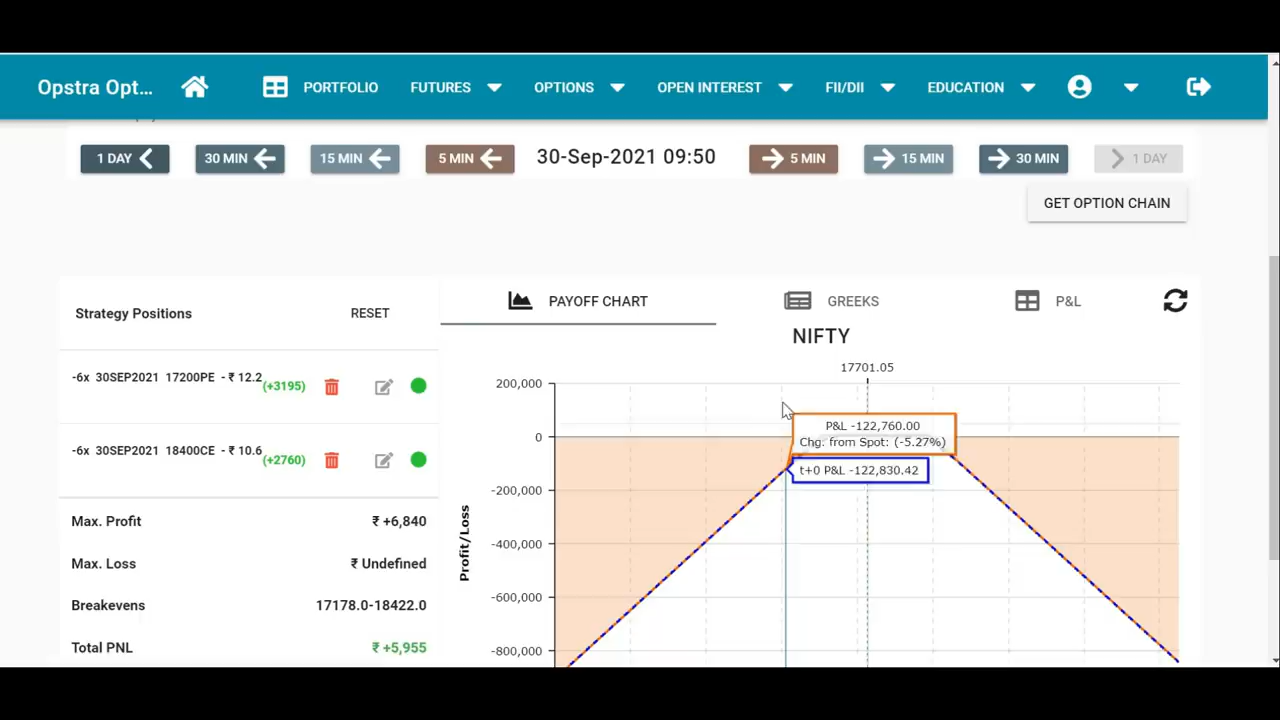 Opstra Opt...
PORTFOLIO
FUTURES
OPTIONS
OPEN INTEREST
FII/DII
EDUCATION
1 DAY
30 MIN
15 MIN
5 MIN
30-Sep-2021 09:50
5 MIN
15 MIN
30 MIN
1 DAY
GET OPTION CHAIN
Strategy Positions
RESET
-6x 30SEP2021 17200PE - ₹ 12.2 (+3195)
-6x 30SEP2021 18400CE - ₹ 10.6 (+2760)
Max. Profit ₹ +6,840
Max. Loss ₹ Undefined
Breakevens 17178.0-18422.0
Total PNL ₹ +5,955
PAYOFF CHART
GREEKS
P&L
NIFTY
17701.05
200,000
0
-200,000
-400,000
-600,000
-800,000
Profit/Loss
P&L -122,760.00
Chg. from Spot: (-5.27%)
t+0 P&L -122,830.42